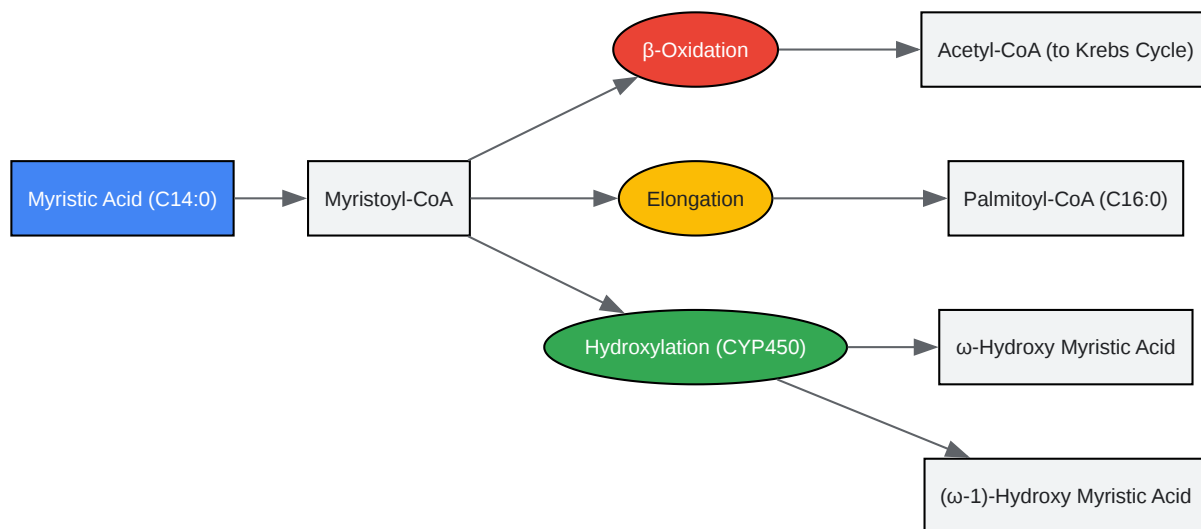 β-Oxidation
Acetyl-CoA (to Krebs Cycle)
Myristic Acid (C14:0)
Myristoyl-CoA
Elongation
Palmitoyl-CoA (C16:0)
Hydroxylation (CYP450)
ω-Hydroxy Myristic Acid
(ω-1)-Hydroxy Myristic Acid